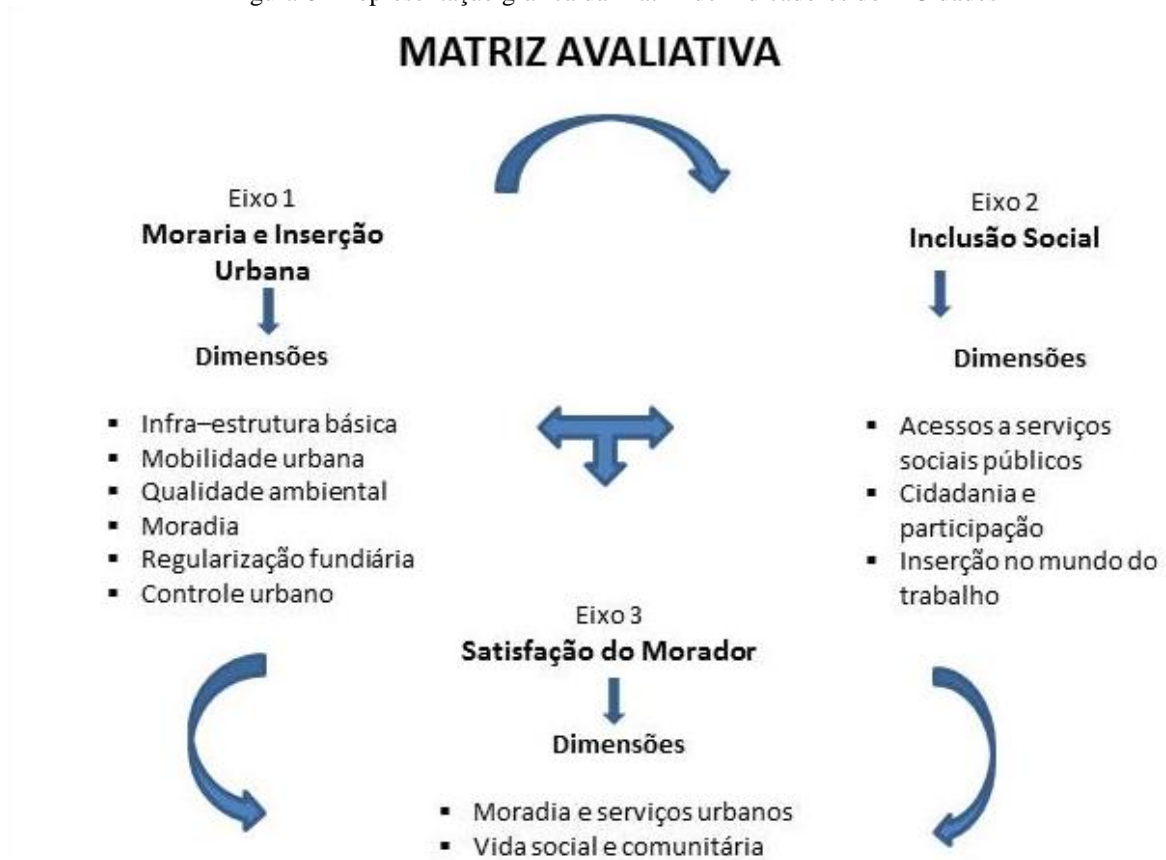 MATRIZ AVALIATIVA
Eixo 1
Moraria e Inserção
Urbana
Dimensões
▪ Infra–estrutura básica
▪ Mobilidade urbana
▪ Qualidade ambiental
▪ Moradia
▪ Regularização fundiária
▪ Controle urbano
Eixo 2
Inclusão Social
Dimensões
▪ Acessos a serviços
sociais públicos
▪ Cidadania e
participação
▪ Inserção no mundo do
trabalho
Eixo 3
Satisfação do Morador
Dimensões
▪ Moradia e serviços urbanos
▪ Vida social e comunitária